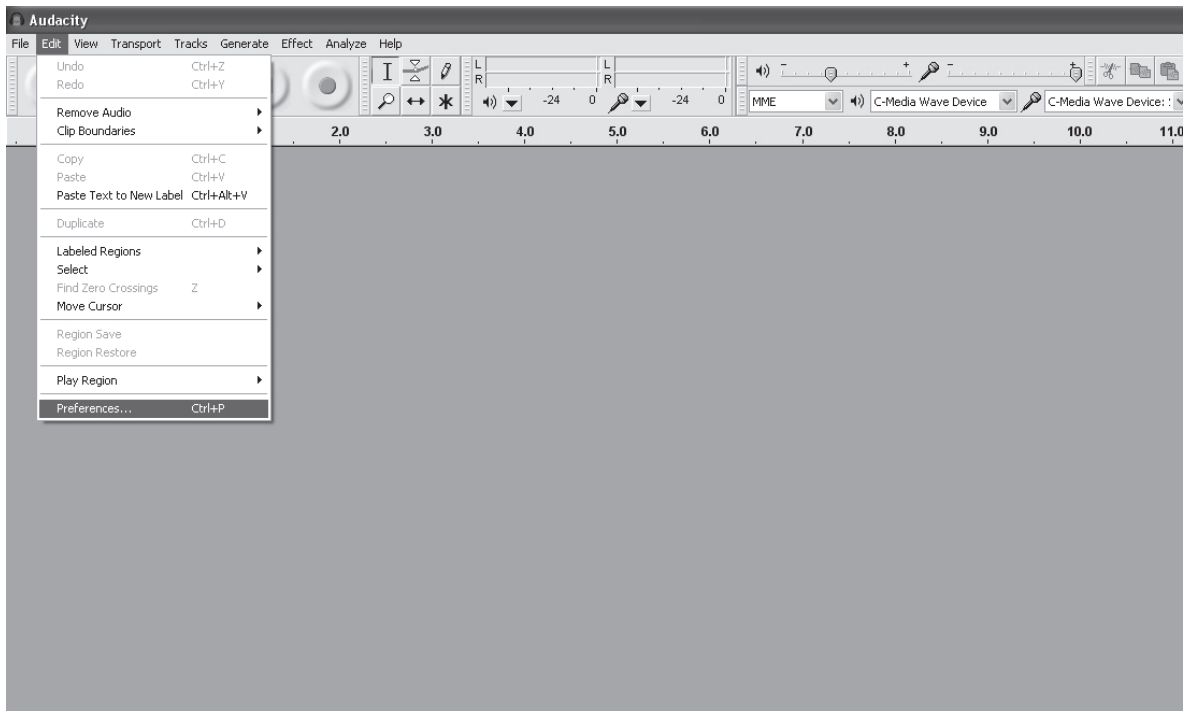 Audacity
File Edit View Transport Tracks Generate Effect Analyze Help
Undo Ctrl+Z
Redo Ctrl+Y
Remove Audio
Clip Boundaries
Copy Ctrl+C
Paste Ctrl+V
Paste Text to New Label Ctrl+Alt+V
Duplicate Ctrl+D
Labeled Regions
Select
Find Zero Crossings Z
Move Cursor
Region Save
Region Restore
Play Region
Preferences... Ctrl+P
L
R
-24 0
L
R
-24 0
MME C-Media Wave Device C-Media Wave Device: :
2.0 3.0 4.0 5.0 6.0 7.0 8.0 9.0 10.0 11.0